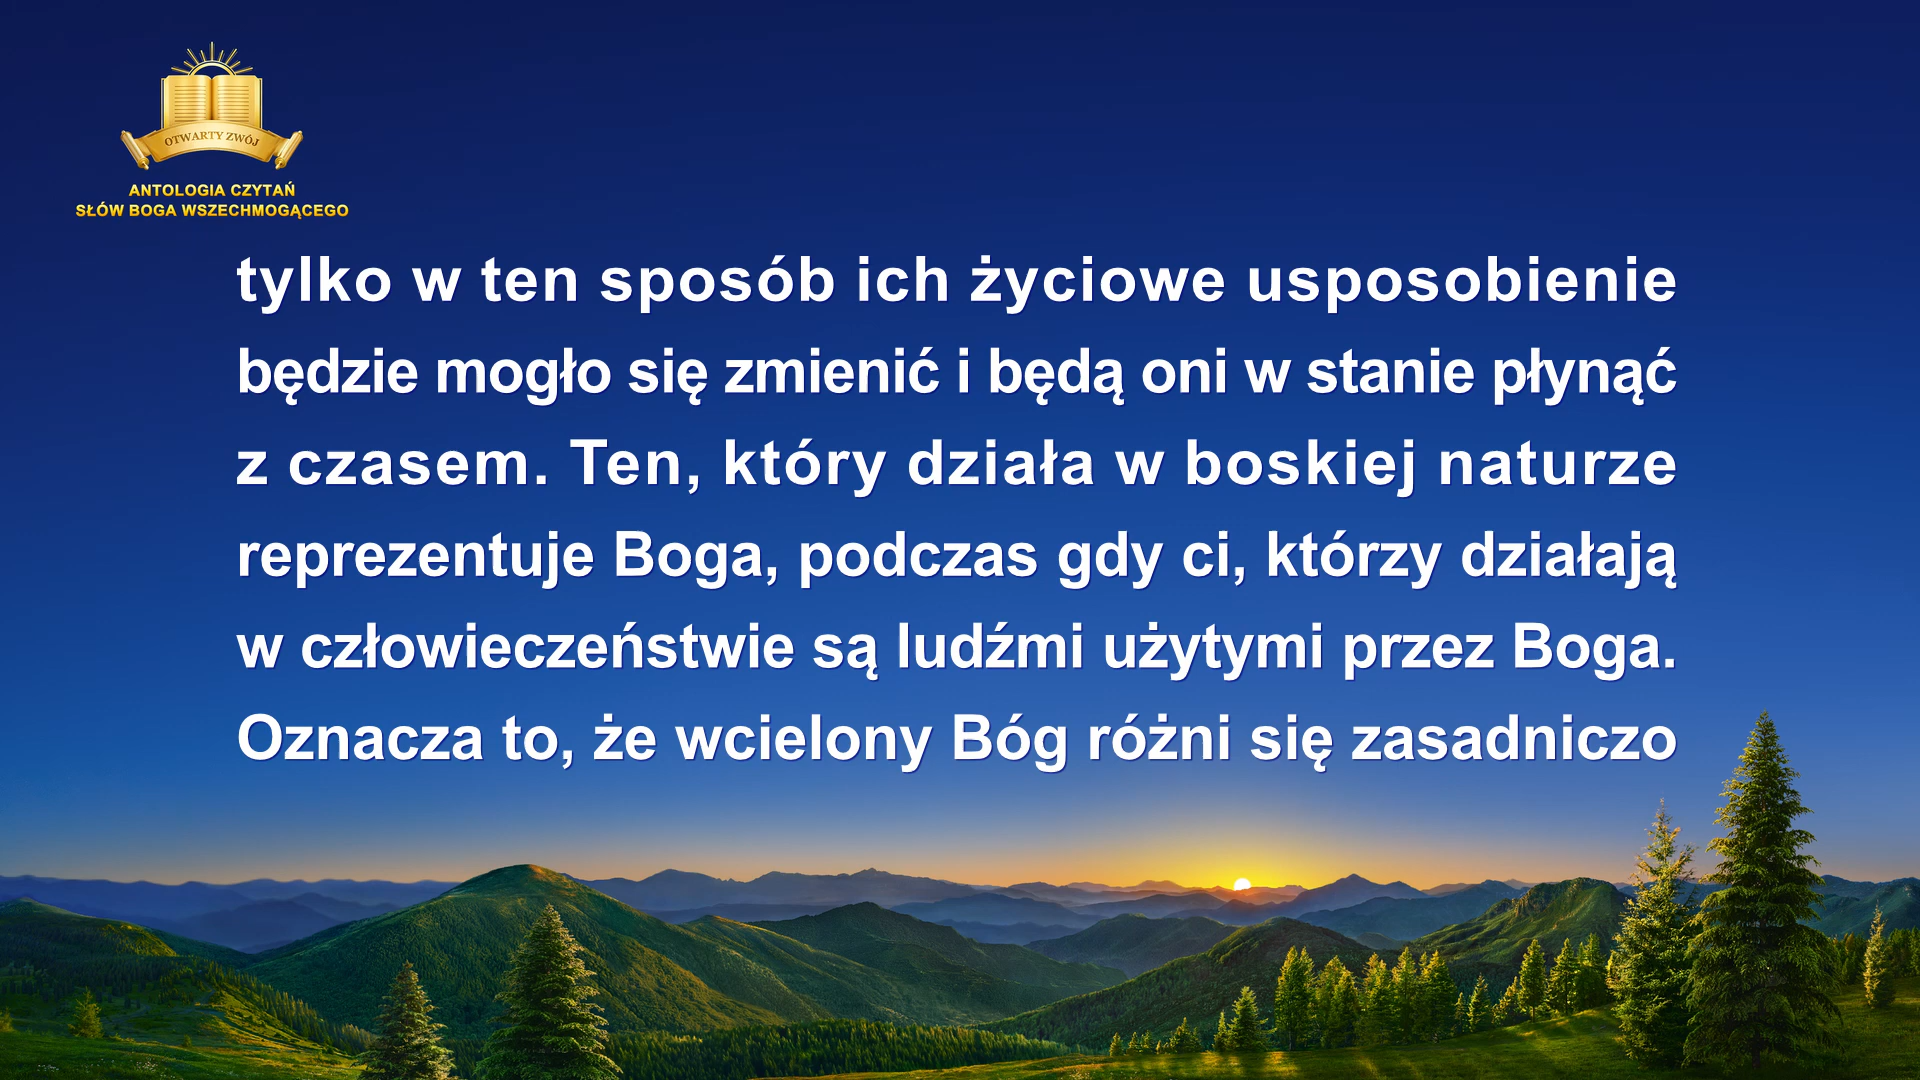 OTWARTY ZWÓJ
ANTOLOGIA CZYTAŃ
SŁÓW BOGA WSZECHMOGĄCEGO
tylko w ten sposób ich życiowe usposobienie
będzie mogło się zmienić i będą oni w stanie płynąć
z czasem. Ten, który działa w boskiej naturze
reprezentuje Boga, podczas gdy ci, którzy działają
w człowieczeństwie są ludźmi użytymi przez Boga.
Oznacza to, że wcielony Bóg różni się zasadniczo